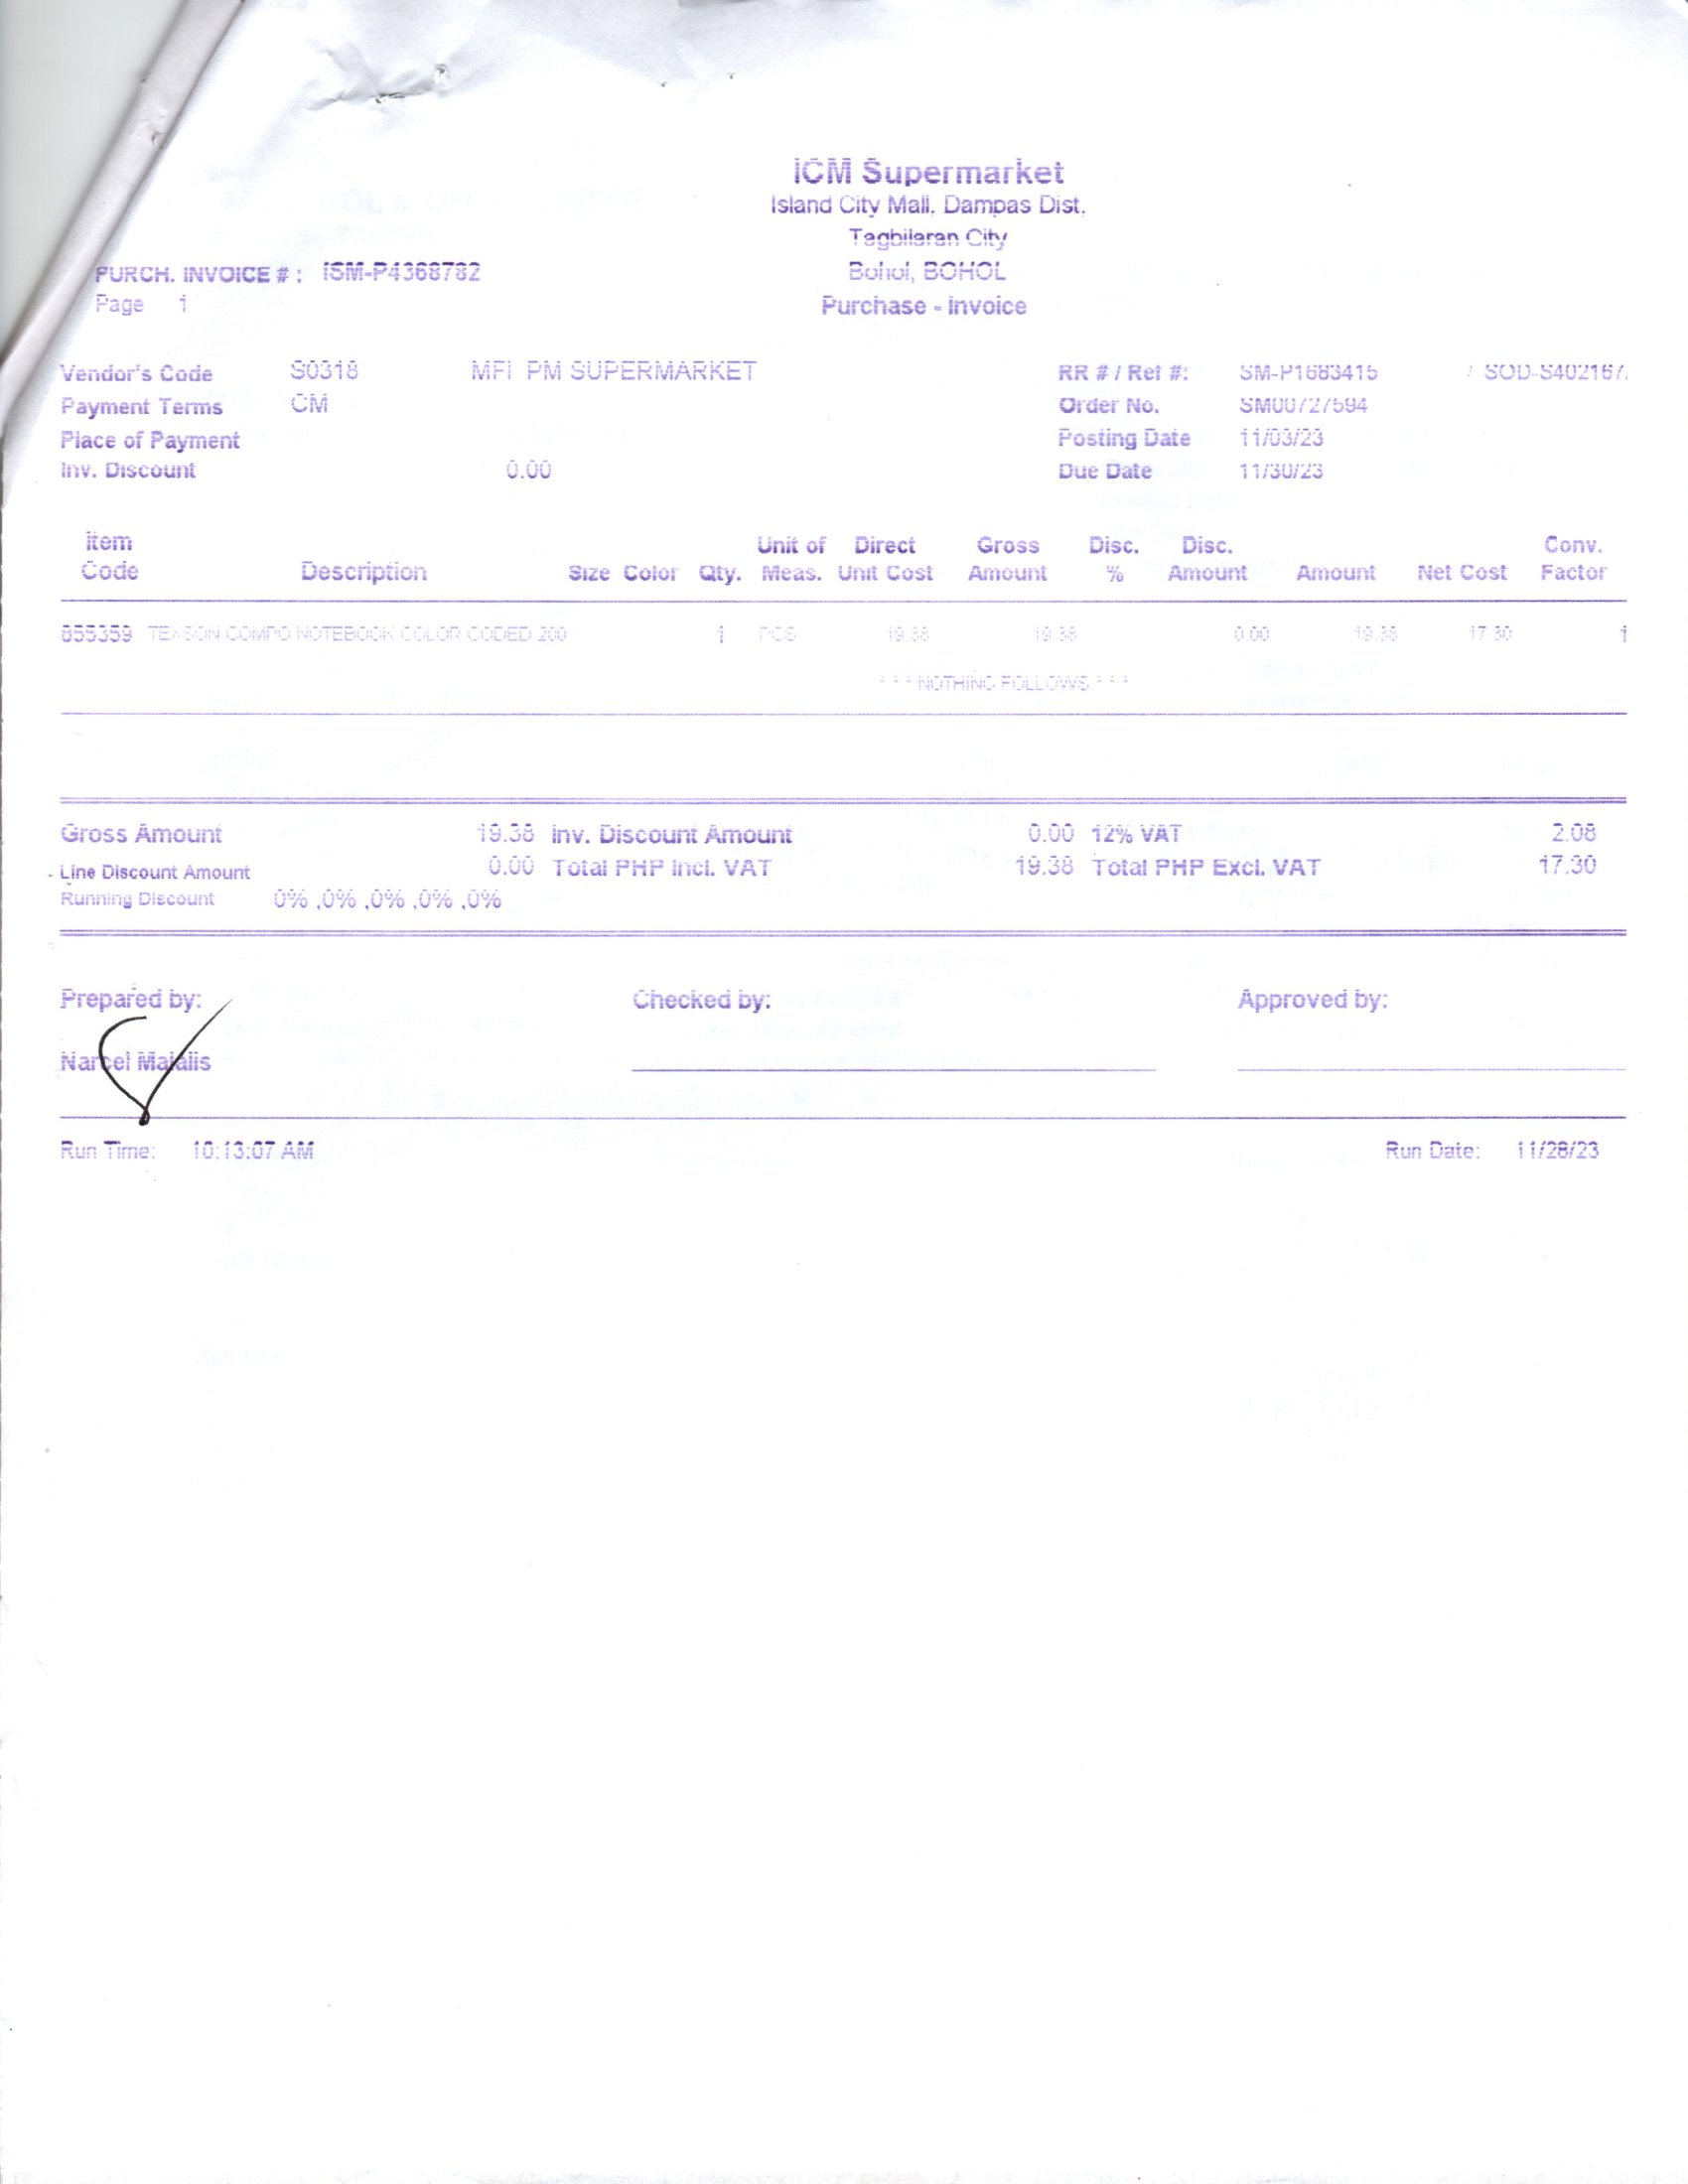 ICM Supermarket
Island City Mall, Dampas Dist.
Tagbilaran City
Bohol, BOHOL
Purchase - Invoice
PURCH. INVOICE # : ISM-P4368782
Page 1
Vendor's Code S0318 MFI PM SUPERMARKET RR # / Ref #: SM-P1683415 / SOD-S402167
Payment Terms CM Order No. SM00727594
Place of Payment Posting Date 11/03/23
Inv. Discount 0.00 Due Date 11/30/23
Item Unit of Direct Gross Disc. Disc. Conv.
Code Description Size Color Qty. Meas. Unit Cost Amount % Amount Amount Net Cost Factor
855359 TEXSON COMPO NOTEBOOK COLOR CODED 200 1 PCS 19.38 19.38 0.00 19.38 17.30 1
* * * NOTHING FOLLOWS * * *
Gross Amount 19.38 Inv. Discount Amount 0.00 12% VAT 2.08
Line Discount Amount 0.00 Total PHP Incl. VAT 19.38 Total PHP Excl. VAT 17.30
Running Discount 0% ,0% ,0% ,0% ,0%
Prepared by: Checked by: Approved by:
Narcel Majalis
Run Time: 10:13:07 AM Run Date: 11/28/23